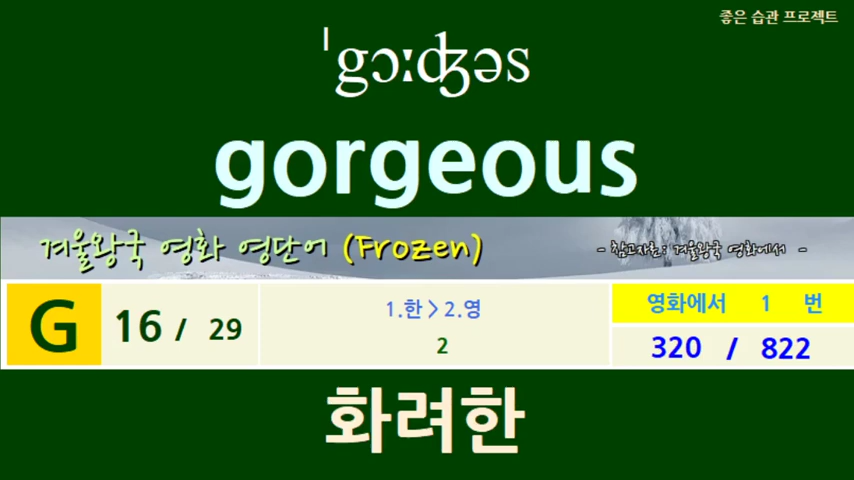 좋은 습관 프로젝트
ˈgɔːʤəs
gorgeous
겨울왕국 영화 영단어 (Frozen)
- 참고자료: 겨울왕국 영화에서 -
G
16 / 29
1.한 > 2.영
2
영화에서 1 번
320 / 822
화려한